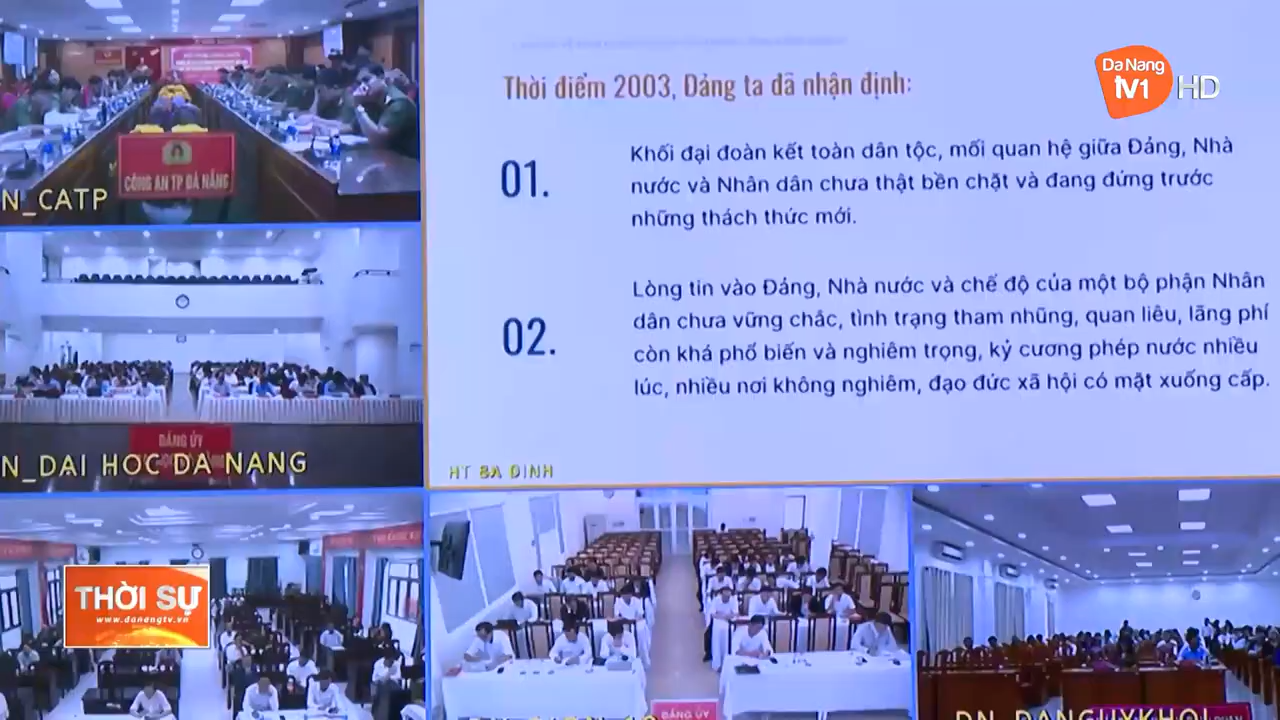 Thời điểm 2003, Đảng ta đã nhận định:
Da Nang
tv1 HD
01.
Khối đại đoàn kết toàn dân tộc, mối quan hệ giữa Đảng, Nhà
nước và Nhân dân chưa thật bền chặt và đang đứng trước
những thách thức mới.
02.
Lòng tin vào Đảng, Nhà nước và chế độ của một bộ phận Nhân
dân chưa vững chắc, tình trạng tham nhũng, quan liêu, lãng phí
còn khá phổ biến và nghiêm trọng, kỷ cương phép nước nhiều
lúc, nhiều nơi không nghiêm, đạo đức xã hội có mặt xuống cấp.
HT BA DINH
CÔNG AN TP ĐÀ NẴNG
N_CATP
ĐẢNG ỦY
N_DAI HOC DA NANG
THỜI SỰ
www.danangtv.vn
ĐẢNG ỦY
DN_DANGUYKHOI